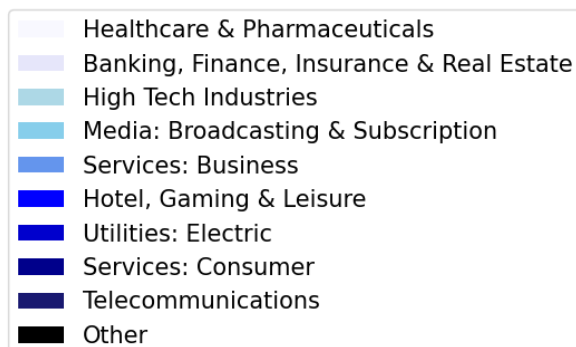 Healthcare & Pharmaceuticals
Banking, Finance, Insurance & Real Estate
High Tech Industries
Media: Broadcasting & Subscription
Services: Business
Hotel, Gaming & Leisure
Utilities: Electric
Services: Consumer
Telecommunications
Other